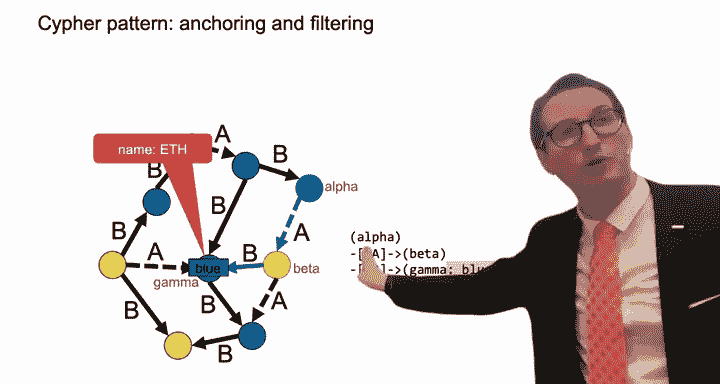 Cypher pattern: anchoring and filtering
A
name: ETH
B
B
alpha
B
B
A
A
B
blue
beta
gamma
B
A
B
B
(alpha)
A]->(beta)
]->(gamma: blu